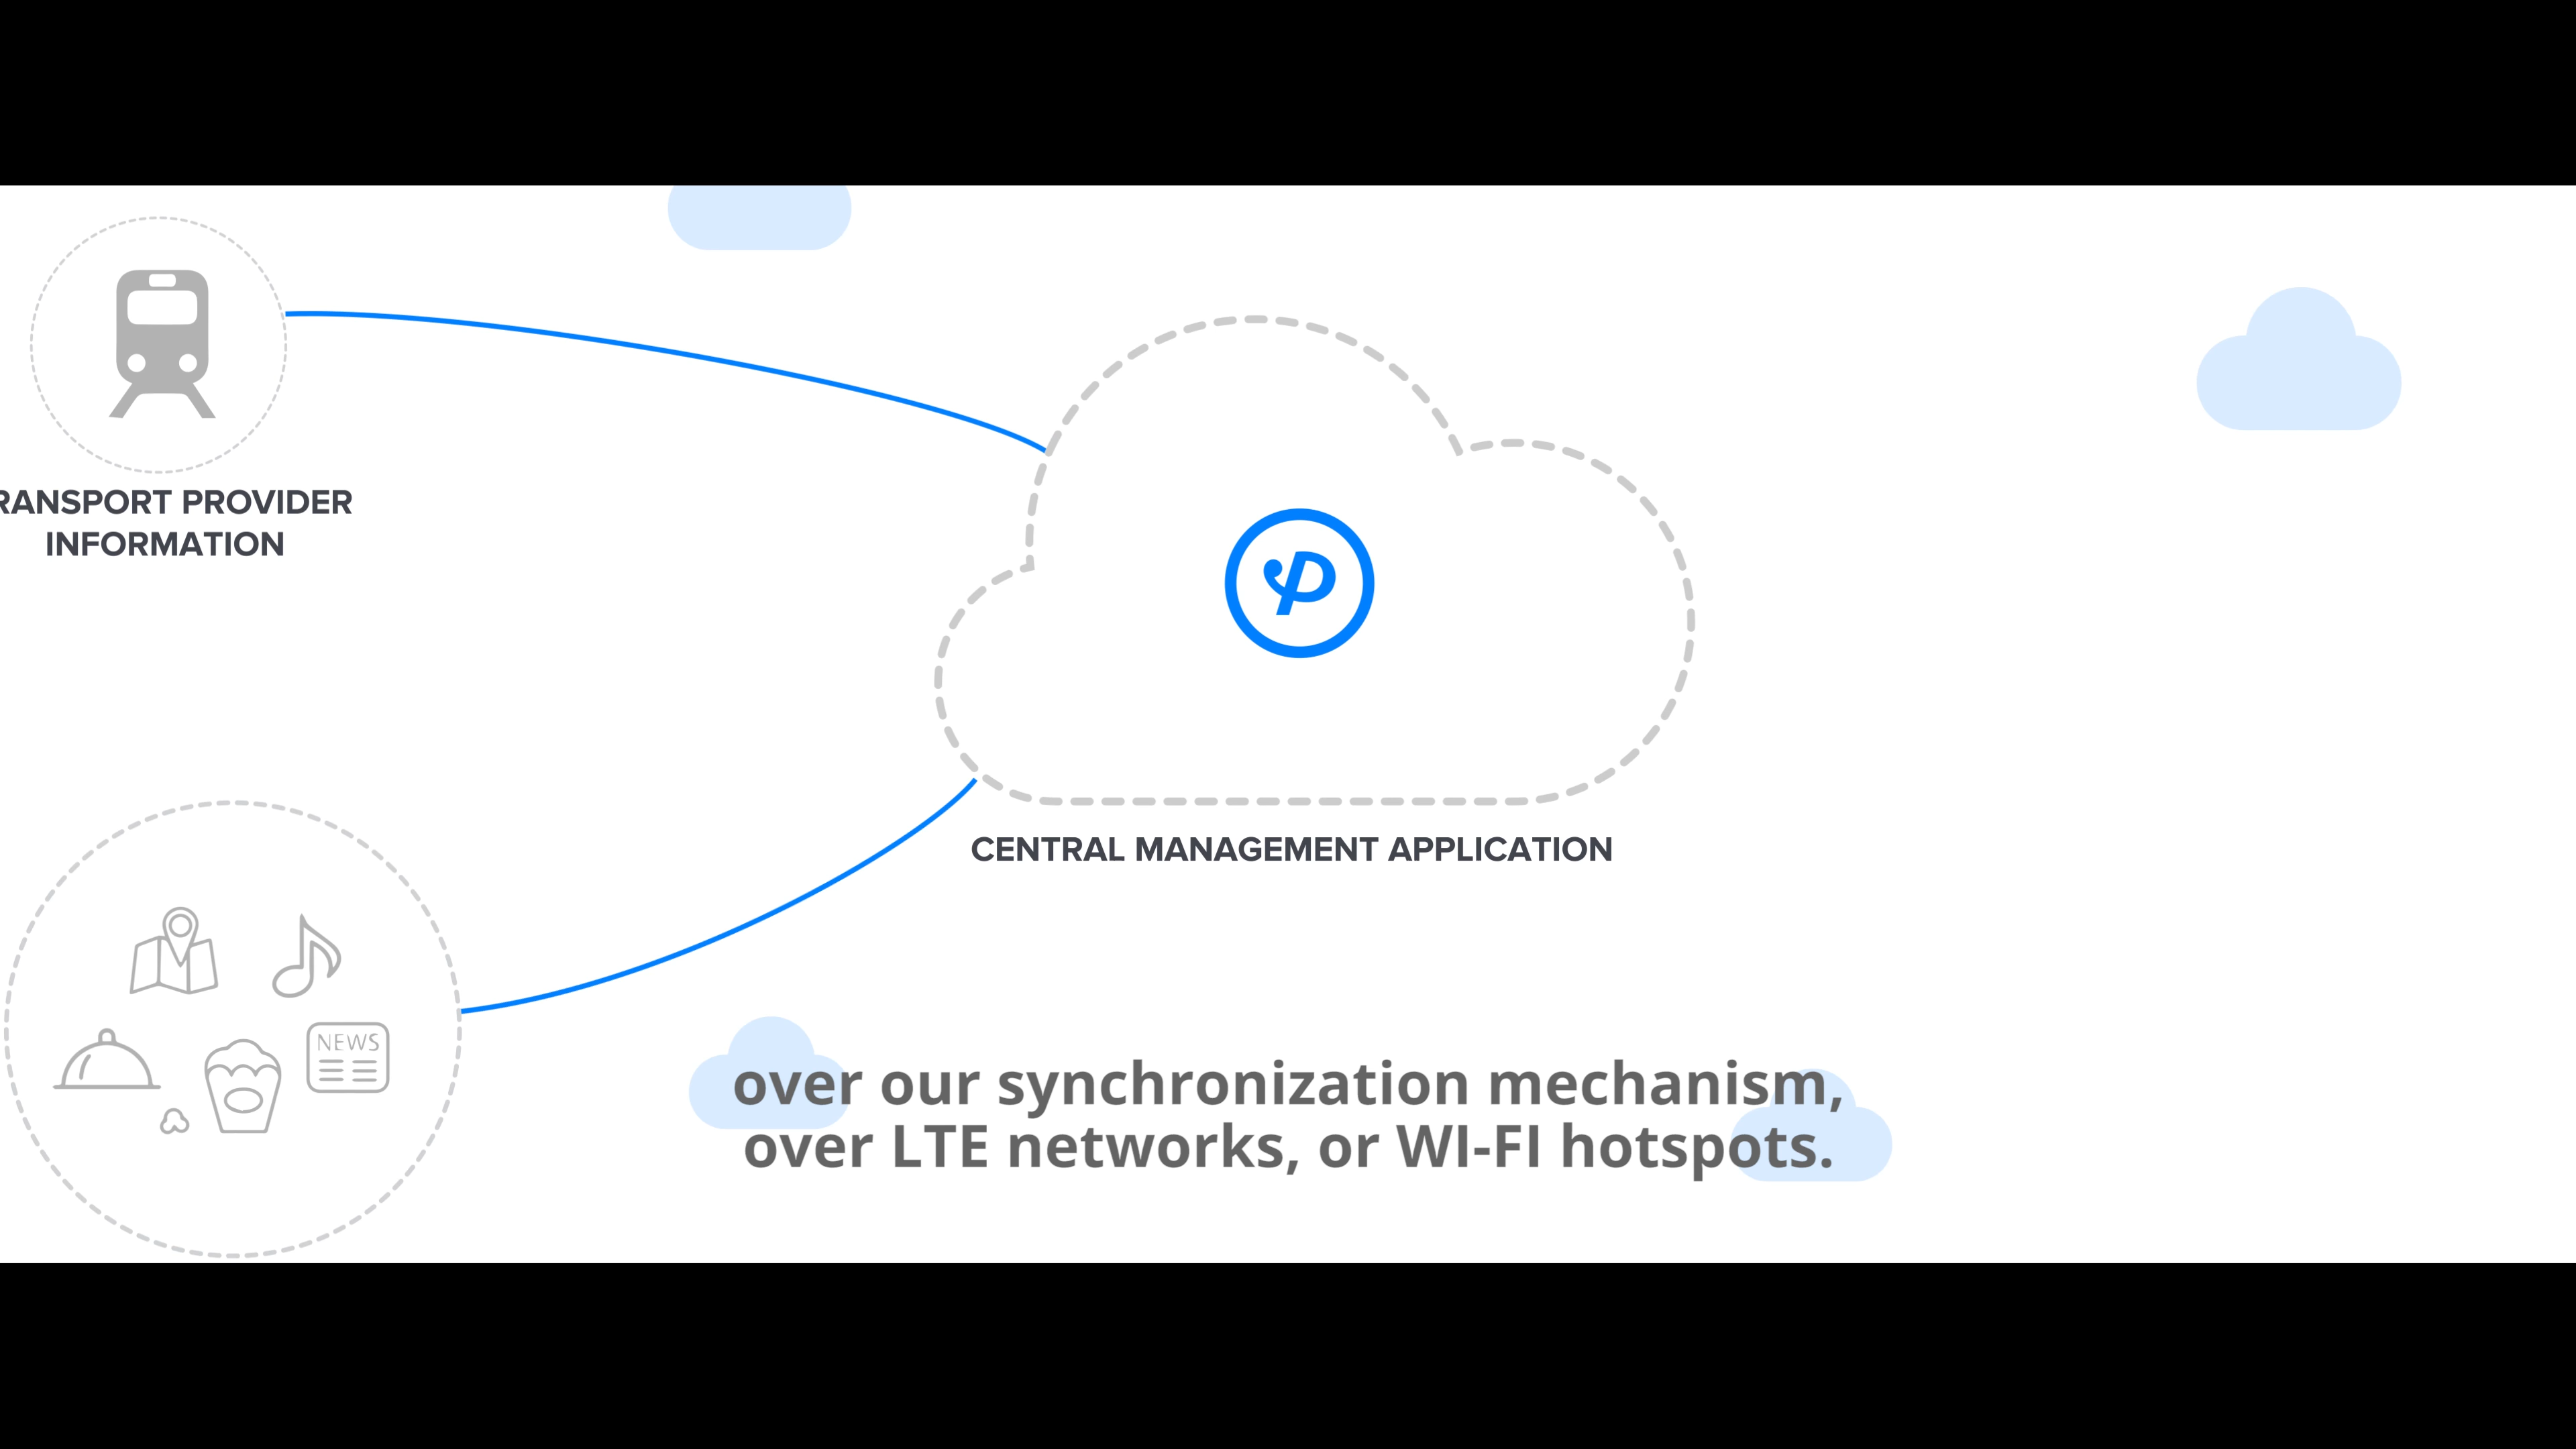 RANSPORT PROVIDER
INFORMATION
CENTRAL MANAGEMENT APPLICATION
NEWS
over our synchronization mechanism,
over LTE networks, or WI-FI hotspots.